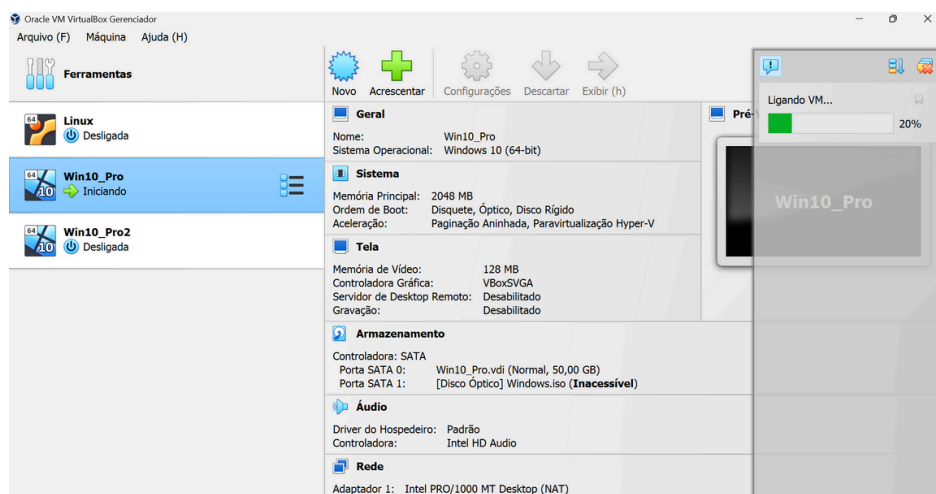 Oracle VM VirtualBox Gerenciador
Arquivo (F) Máquina Ajuda (H)
Ferramentas
64 Linux
Desligada
64 10 Win10_Pro
Iniciando
64 10 Win10_Pro2
Desligada
Novo Acrescentar Configurações Descartar Exibir (h)
Geral
Nome: Win10_Pro
Sistema Operacional: Windows 10 (64-bit)
Sistema
Memória Principal: 2048 MB
Ordem de Boot: Disquete, Óptico, Disco Rígido
Aceleração: Paginação Aninhada, Paravirtualização Hyper-V
Tela
Memória de Vídeo: 128 MB
Controladora Gráfica: VBoxSVGA
Servidor de Desktop Remoto: Desabilitado
Gravação: Desabilitado
Armazenamento
Controladora: SATA
Porta SATA 0: Win10_Pro.vdi (Normal, 50,00 GB)
Porta SATA 1: [Disco Óptico] Windows.iso (Inacessível)
Áudio
Driver do Hospedeiro: Padrão
Controladora: Intel HD Audio
Rede
Adaptador 1: Intel PRO/1000 MT Desktop (NAT)
Ligando VM...
20%
Win10_Pro